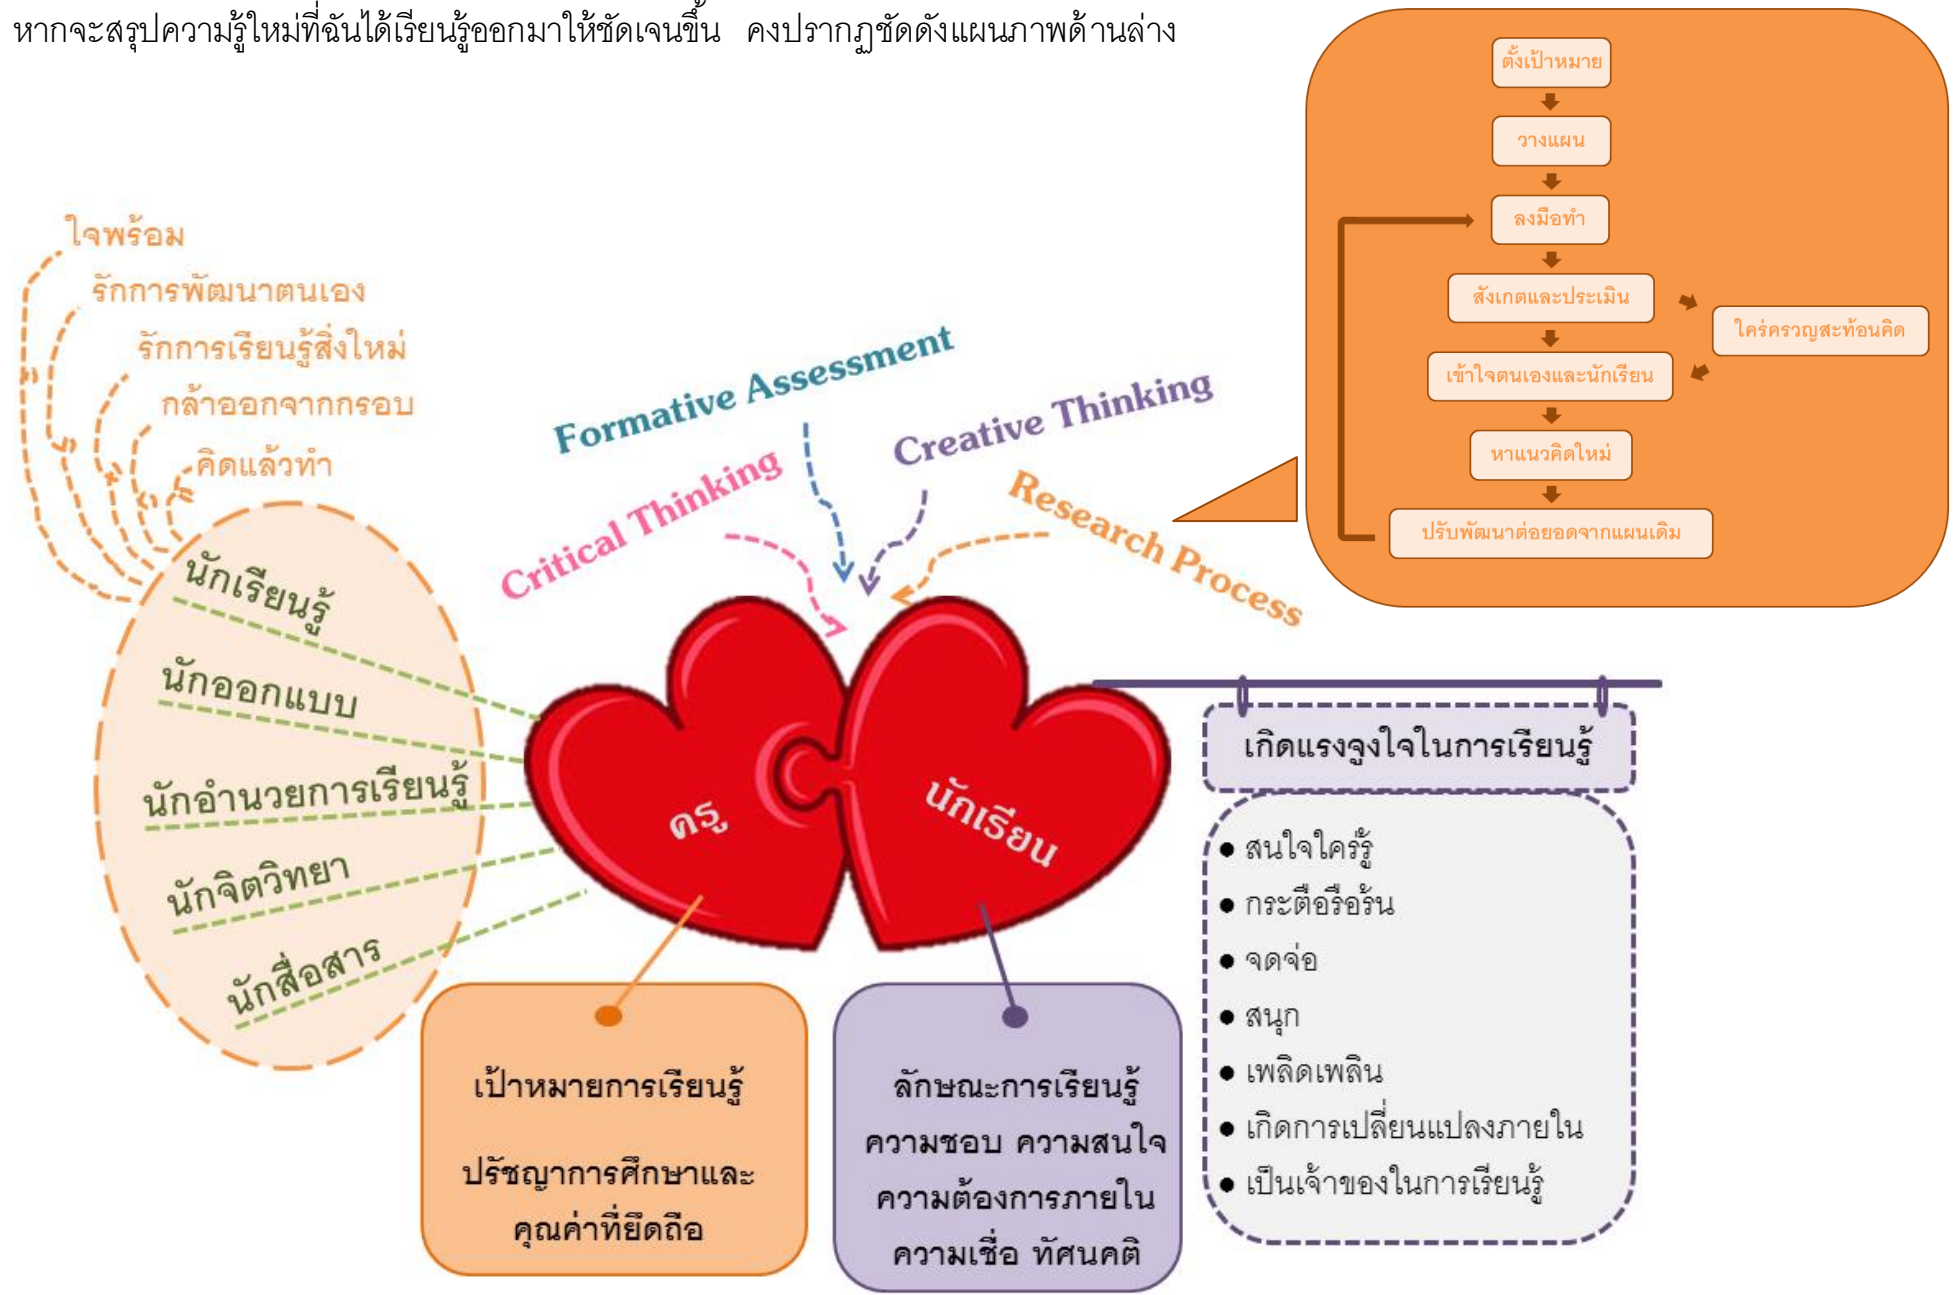 หากจะสรุปความรู้ใหม่ที่ฉันได้เรียนรู้ออกมาให้ชัดเจนขึ้น คงปรากฏชัดดังแผนภาพด้านล่าง
ตั้งเป้าหมาย
วางแผน
ลงมือทำ
สังเกตและประเมิน
ใคร่ครวญสะท้อนคิด
เข้าใจตนเองและนักเรียน
หาแนวคิดใหม่
ปรับพัฒนาต่อยอดจากแผนเดิม
ใจพร้อม
รักการพัฒนาตนเอง
รักการเรียนรู้สิ่งใหม่
กล้าออกจากกรอบ
คิดแล้วทำ
Formative Assessment
Creative Thinking
Critical Thinking
Research Process
นักเรียนรู้
นักออกแบบ
นักอำนวยการเรียนรู้
นักจิตวิทยา
นักสื่อสาร
ครู
นักเรียน
เป้าหมายการเรียนรู้
ปรัชญาการศึกษาและ
คุณค่าที่ยึดถือ
ลักษณะการเรียนรู้
ความชอบ ความสนใจ
ความต้องการภายใน
ความเชื่อ ทัศนคติ
เกิดแรงจูงใจในการเรียนรู้
● สนใจใคร่รู้
● กระตือรือร้น
● จดจ่อ
● สนุก
● เพลิดเพลิน
● เกิดการเปลี่ยนแปลงภายใน
● เป็นเจ้าของในการเรียนรู้